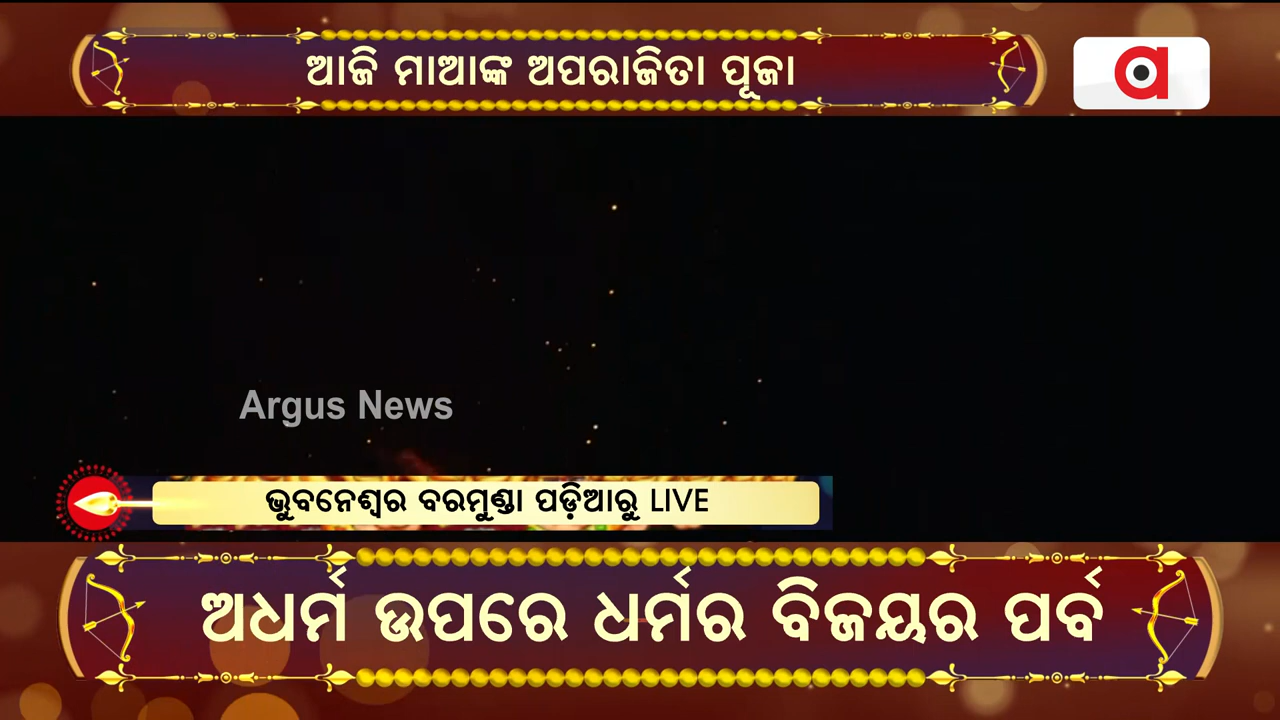 ଆଜି ମାଆଙ୍କ ଅପରାଜିତା ପୂଜା
a
Argus News
ଭୁବନେଶ୍ୱର ବରମୁଣ୍ଡା ପଡ଼ିଆରୁ LIVE
ଅଧର୍ମ ଉପରେ ଧର୍ମର ବିଜୟର ପର୍ବ